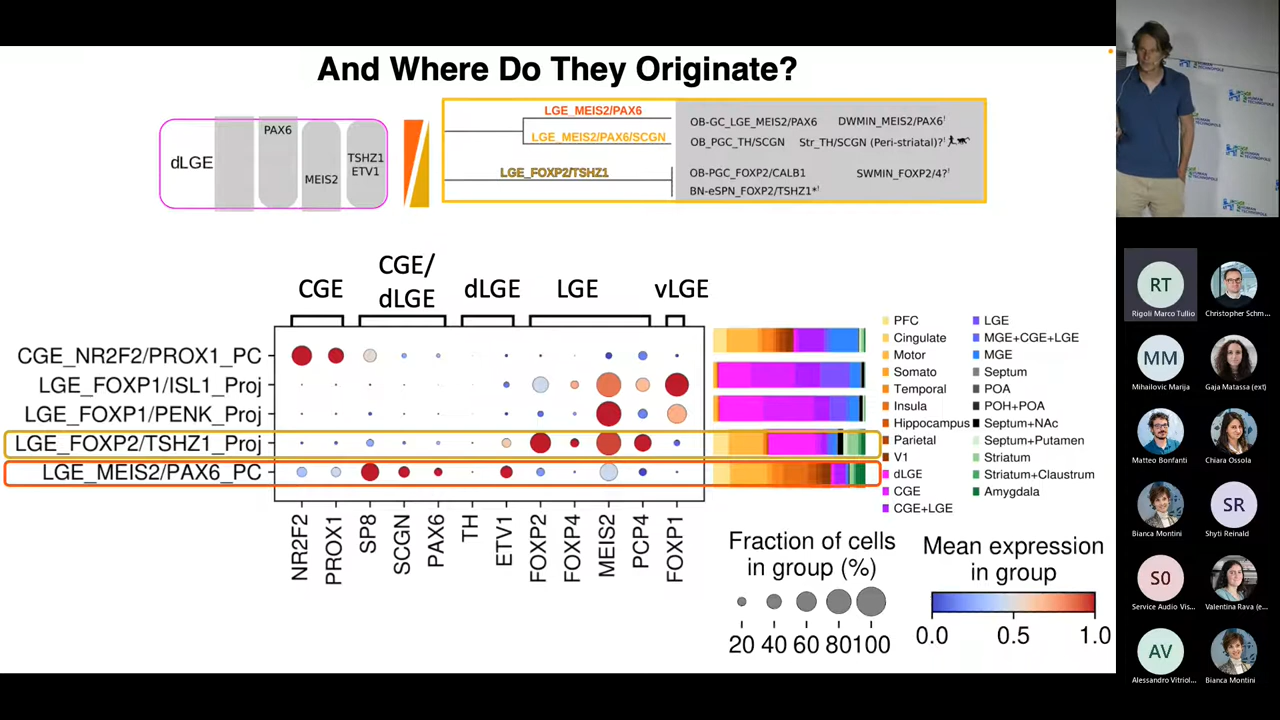 And Where Do They Originate?
dLGE
PAX6
MEIS2
TSHZ1
ETV1
LGE_MEIS2/PAX6
LGE_MEIS2/PAX6/SCGN
LGE_FOXP2/TSHZ1
OB-GC_LGE_MEIS2/PAX6 DWMIN_MEIS2/PAX6!
OB_PGC_TH/SCGN Str_TH/SCGN (Peri-striatal)?!
OB-PGC_FOXP2/CALB1 SWMIN_FOXP2/4?!
BN-eSPN_FOXP2/TSHZ1*!
CGE
CGE/
dLGE
dLGE
LGE
vLGE
CGE_NR2F2/PROX1_PC
LGE_FOXP1/ISL1_Proj
LGE_FOXP1/PENK_Proj
LGE_FOXP2/TSHZ1_Proj
LGE_MEIS2/PAX6_PC
NR2F2
PROX1
SP8
SCGN
PAX6
TH
ETV1
FOXP2
FOXP4
MEIS2
PCP4
FOXP1
PFC
Cingulate
Motor
Somato
Temporal
Insula
Hippocampus
Parietal
V1
dLGE
CGE
CGE+LGE
LGE
MGE+CGE+LGE
MGE
Septum
POA
POH+POA
Septum+NAc
Septum+Putamen
Striatum
Striatum+Claustrum
Amygdala
Fraction of cells
in group (%)
20 40 60 80100
Mean expression
in group
0.0 0.5 1.0
HUMAN
TECHNOPOLE
RT
Rigoli Marco Tullio
Christopher Schm...
MM
Mihailovic Marija
Gaja Matassa (ext)
Matteo Bonfanti
Chiara Ossola
Bianca Montini
SR
Shyti Reinald
S0
Service Audio Vis...
Valentina Rava (e...
AV
Alessandro Vitriol...
Bianca Montini